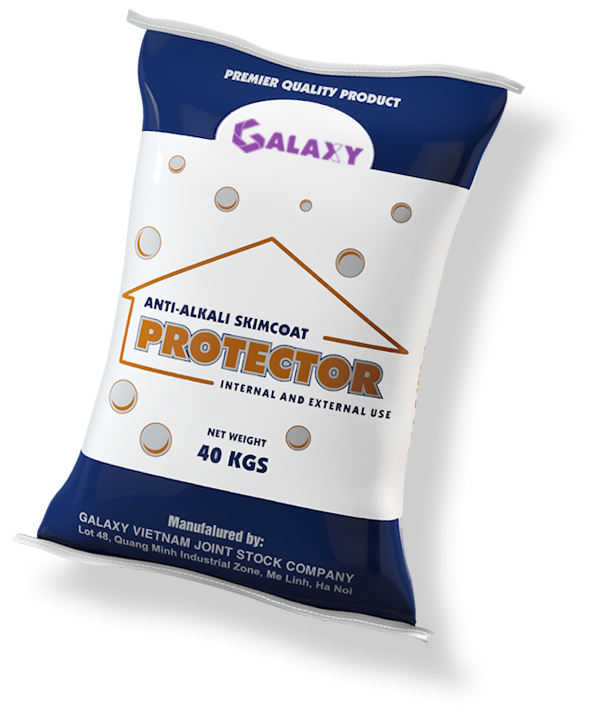 PREMIER QUALITY PRODUCT
GALAXY
ANTI-ALKALI SKIMCOAT
PROTECTOR
INTERNAL AND EXTERNAL USE
NET WEIGHT
40 KGS
Manufalured by:
GALAXY VIETNAM JOINT STOCK COMPANY
Lot 48, Quang Minh Industrial Zone, Me Linh, Ha Noi